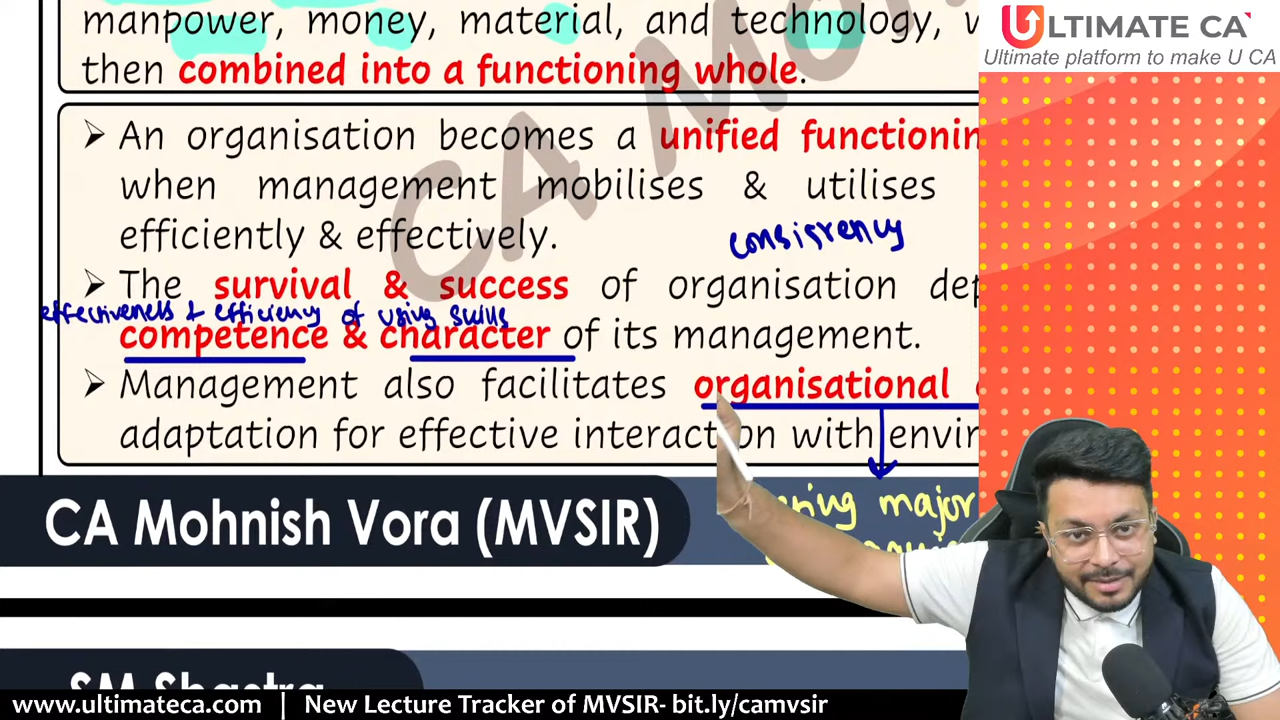 manpower, money, material, and technology,
then combined into a functioning whole.
ULTIMATE CA
Ultimate platform to make U CA
➢ An organisation becomes a unified functionin
when management mobilises & utilises
efficiently & effectively.
consistency
➢ The survival & success of organisation dep
effectiveness & efficiency of using skills
competence & character of its management.
➢ Management also facilitates organisational
adaptation for effective interaction with envir
major
CA Mohnish Vora (MVSIR)
SM Shastra
www.ultimateca.com | New Lecture Tracker of MVSIR- bit.ly/camvsir